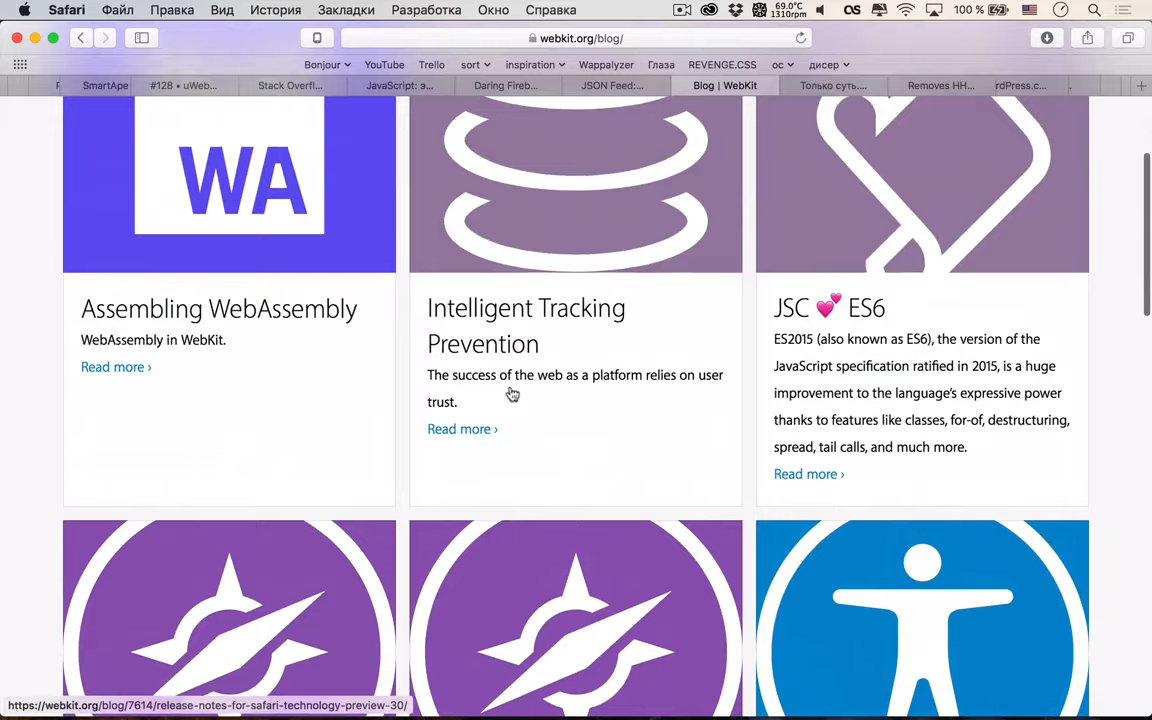 Safari Файл Правка Вид История Закладки Разработка Окно Справка
69.0°C
1310rpm
100 %
webkit.org/blog/
Bonjour YouTube Trello sort inspiration Wappalyzer Глаза REVENGE.CSS ос дисер
SmartApe #128 • uWeb... Stack Overfl... JavaScript: э... Daring Fireb... JSON Feed:... Blog | WebKit Только суть.... Removes HH... rdPress.c...
WA
Assembling WebAssembly
WebAssembly in WebKit.
Read more ›
Intelligent Tracking
Prevention
The success of the web as a platform relies on user
trust.
Read more ›
JSC 💕 ES6
ES2015 (also known as ES6), the version of the
JavaScript specification ratified in 2015, is a huge
improvement to the language's expressive power
thanks to features like classes, for-of, destructuring,
spread, tail calls, and much more.
Read more ›
https://webkit.org/blog/7614/release-notes-for-safari-technology-preview-30/